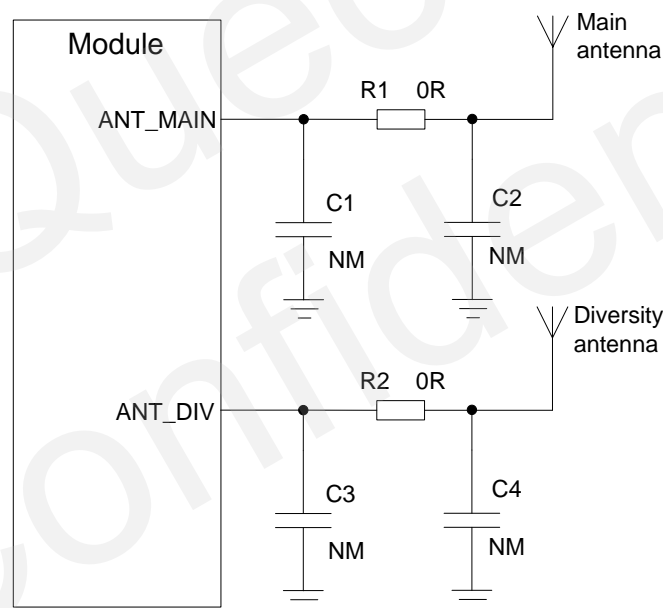 Module
Main
antenna
R1 0R
ANT_MAIN
C1
C2
NM
NM
Diversity
antenna
R2 0R
ANT_DIV
C3
C4
NM
NM